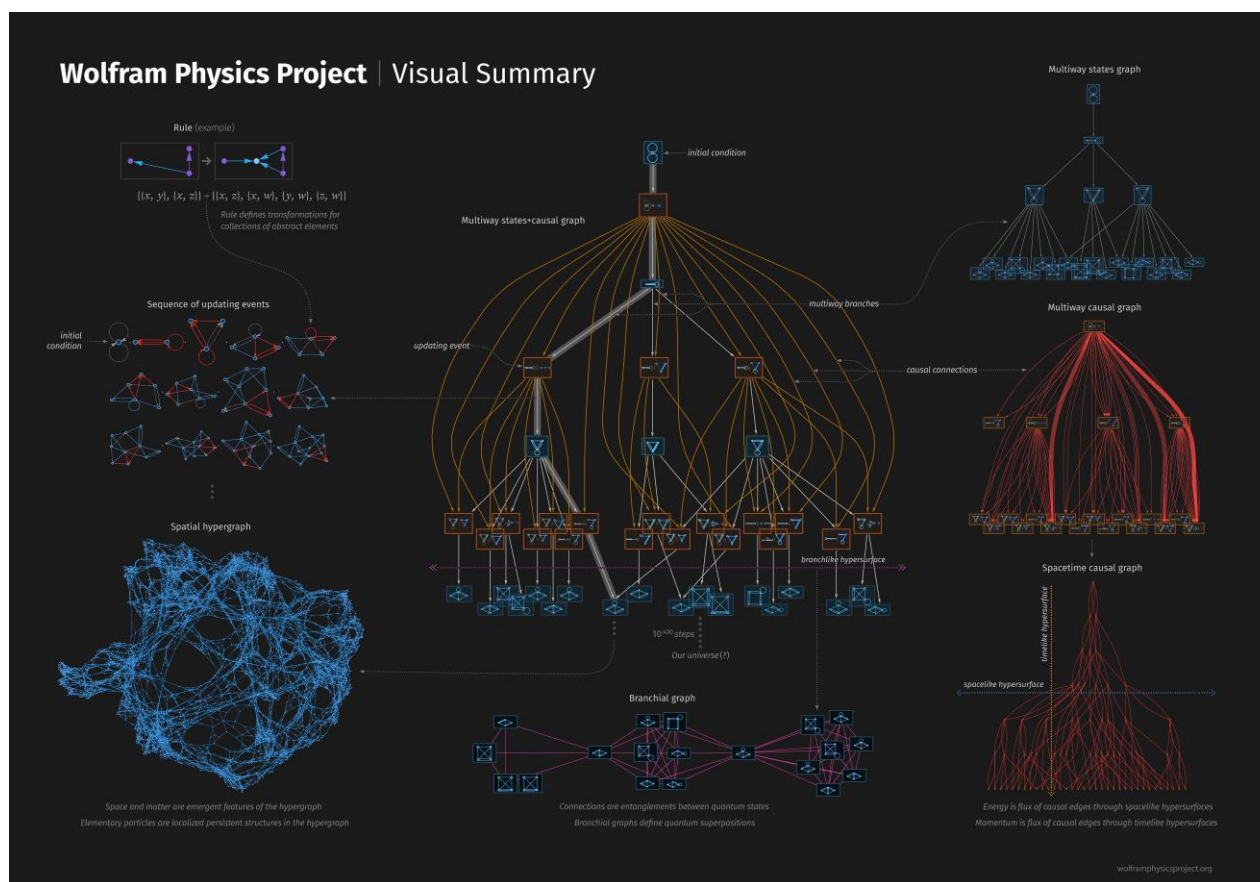 Wolfram Physics Project | Visual Summary
Rule (example)
{{x, y}, {x, z}} → {{x, z}, {x, w}, {y, w}, {z, w}}
Rule defines transformations for
collections of abstract elements
Sequence of updating events
initial
condition
Spatial hypergraph
Space and matter are emergent features of the hypergraph
Elementary particles are localized persistent structures in the hypergraph
initial condition
Multiway states+causal graph
multiway branches
updating event
causal connections
branchlike hypersurface
steps
Our universe(?)
Branchial graph
Connections are entanglements between quantum states
Branchial graphs define quantum superpositions
Multiway states graph
Multiway causal graph
Spacetime causal graph
timelike hypersurface
spacelike hypersurface
Energy is flux of causal edges through spacelike hypersurfaces
Momentum is flux of causal edges through timelike hypersurfaces
wolframphysicsproject.org